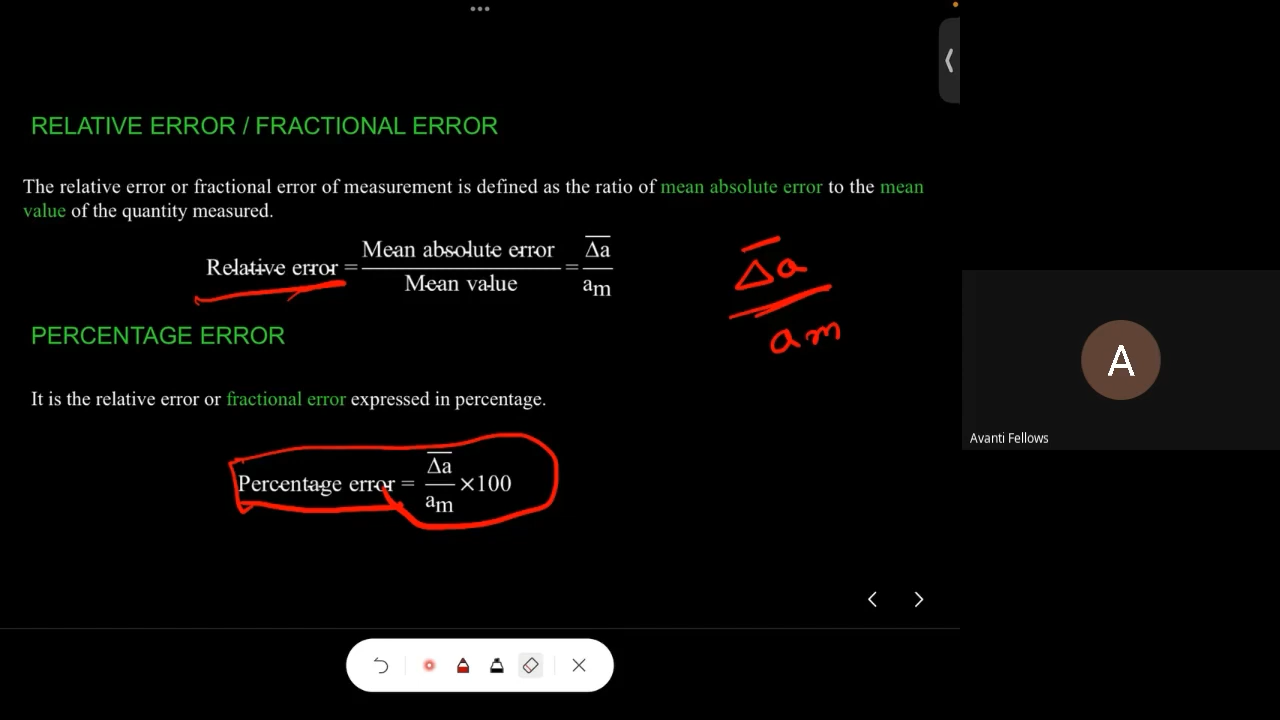 RELATIVE ERROR / FRACTIONAL ERROR
The relative error or fractional error of measurement is defined as the ratio of mean absolute error to the mean
value of the quantity measured.
Relative error = Mean absolute error / Mean value = Δa̅ / am
Δa̅ / am
PERCENTAGE ERROR
It is the relative error or fractional error expressed in percentage.
Percentage error = Δa̅ / am ×100
A
Avanti Fellows